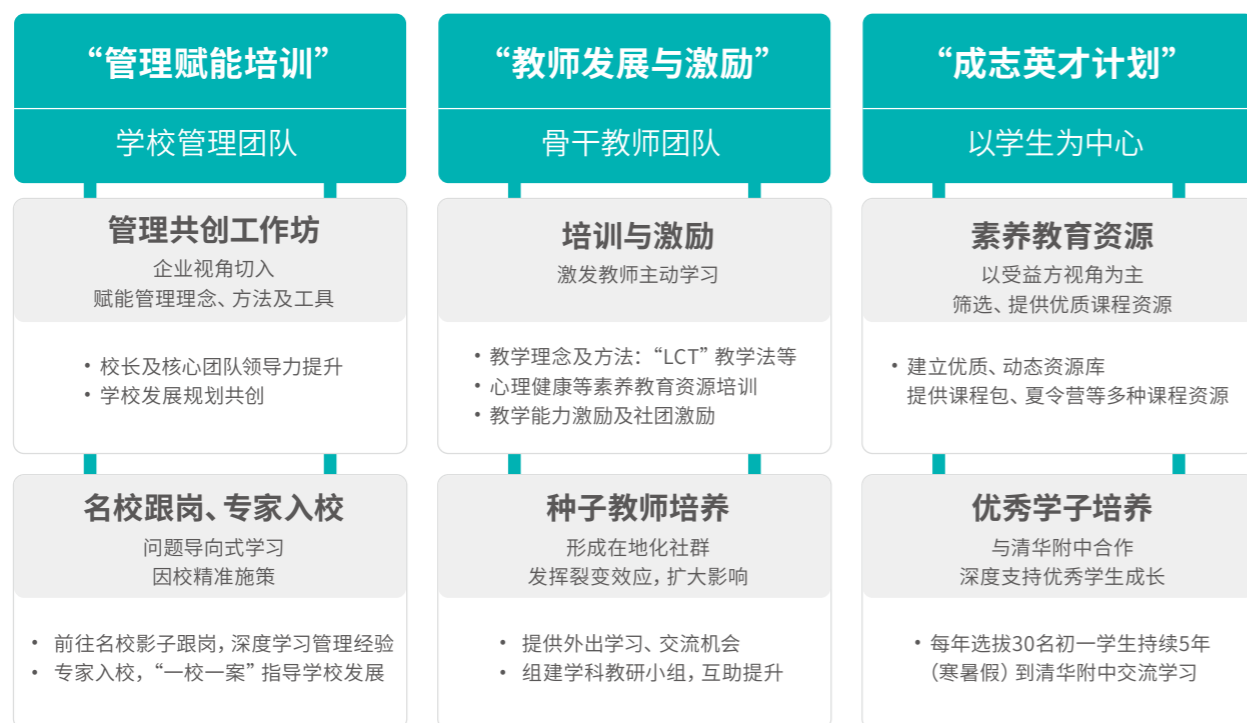 “管理赋能培训”
学校管理团队
管理共创工作坊
企业视角切入
赋能管理理念、方法及工具
• 校长及核心团队领导力提升
• 学校发展规划共创
名校跟岗、专家入校
问题导向式学习
因校精准施策
• 前往名校影子跟岗，深度学习管理经验
• 专家入校，“一校一案”指导学校发展
“教师发展与激励”
骨干教师团队
培训与激励
激发教师主动学习
• 教学理念及方法：“LCT”教学法等
• 心理健康等素养教育资源培训
• 教学能力激励及社团激励
种子教师培养
形成在地化社群
发挥裂变效应，扩大影响
• 提供外出学习、交流机会
• 组建学科教研小组，互助提升
“成志英才计划”
以学生为中心
素养教育资源
以受益方视角为主
筛选、提供优质课程资源
• 建立优质、动态资源库
提供课程包、夏令营等多种课程资源
优秀学子培养
与清华附中合作
深度支持优秀学生成长
• 每年选拔30名初一学生持续5年
（寒暑假）到清华附中交流学习